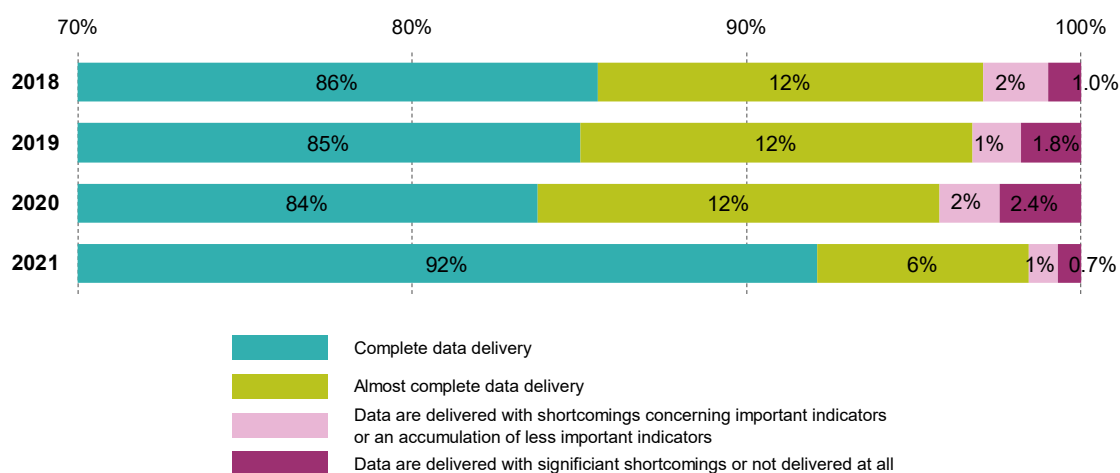 70% 80% 90% 100%
2018 86% 12% 2% 1.0%
2019 85% 12% 1% 1.8%
2020 84% 12% 2% 2.4%
2021 92% 6% 1% 0.7%
Complete data delivery
Almost complete data delivery
Data are delivered with shortcomings concerning important indicators
or an accumulation of less important indicators
Data are delivered with significiant shortcomings or not delivered at all